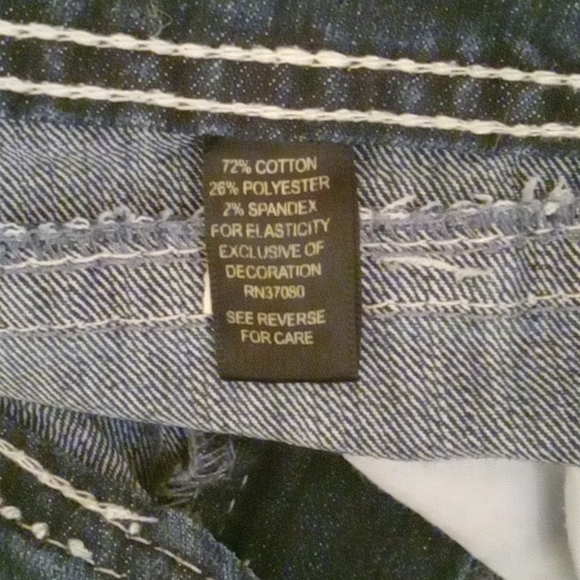 72% COTTON
26% POLYESTER
2% SPANDEX
FOR ELASTICITY
EXCLUSIVE OF
DECORATION
RN37080
SEE REVERSE
FOR CARE